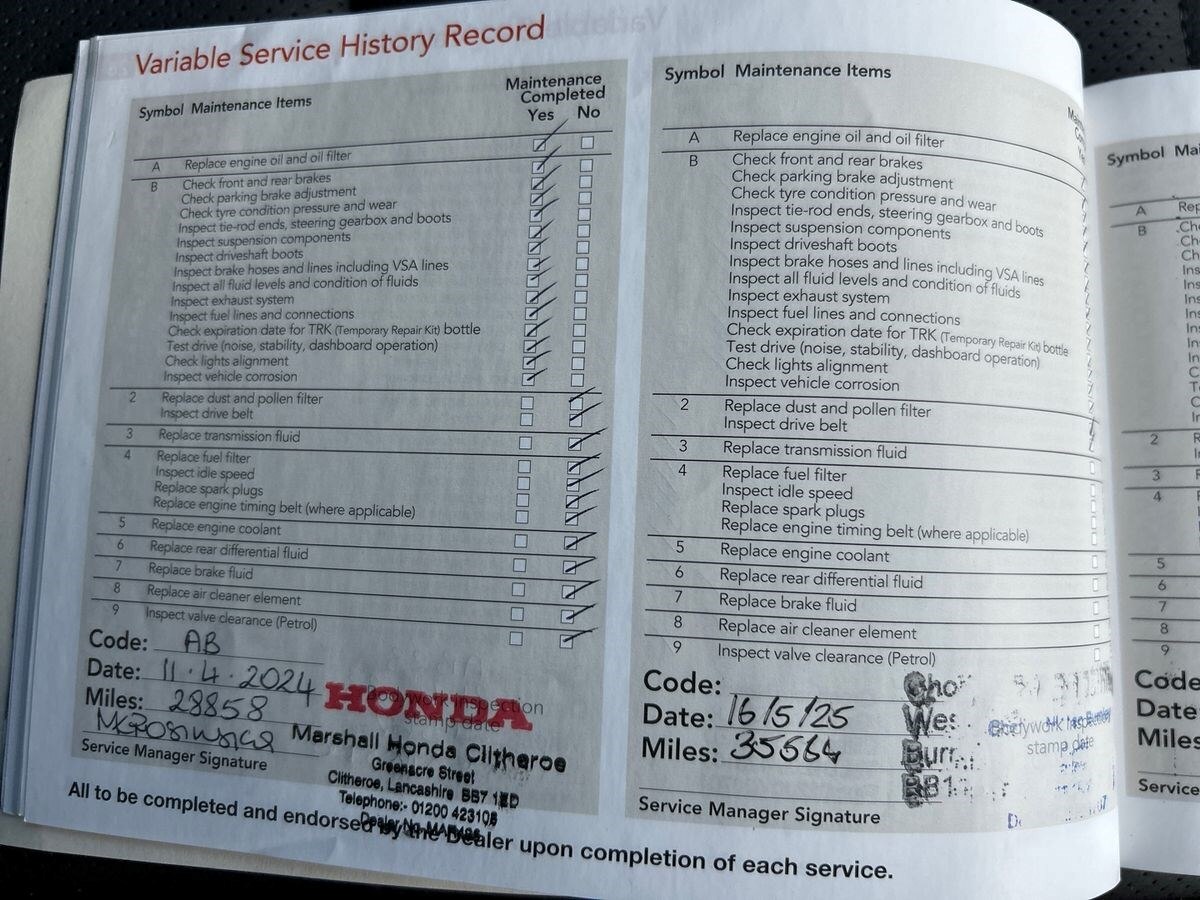 Variable Service History Record
Symbol Maintenance Items
Maintenance
Completed
Yes No
A Replace engine oil and oil filter
B Check front and rear brakes
Check parking brake adjustment
Check tyre condition pressure and wear
Inspect tie-rod ends, steering gearbox and boots
Inspect suspension components
Inspect driveshaft boots
Inspect brake hoses and lines including VSA lines
Inspect all fluid levels and condition of fluids
Inspect exhaust system
Inspect fuel lines and connections
Check expiration date for TRK (Temporary Repair Kit) bottle
Test drive (noise, stability, dashboard operation)
Check lights alignment
Inspect vehicle corrosion
2 Replace dust and pollen filter
Inspect drive belt
3 Replace transmission fluid
4 Replace fuel filter
Inspect idle speed
Replace spark plugs
Replace engine timing belt (where applicable)
5 Replace engine coolant
6 Replace rear differential fluid
7 Replace brake fluid
8 Replace air cleaner element
9 Inspect valve clearance (Petrol)
Code: AB
Date: 11.4.2024
Miles: 28858
Service Manager Signature
HONDA
stamp date
Marshall Honda Clitheroe
Greenacre Street
Clitheroe, Lancashire BB7 1ED
Telephone:- 01200 423106
Dealer No.
All to be completed and endorsed by the Dealer upon completion of each service.
Symbol Maintenance Items
A Replace engine oil and oil filter
B Check front and rear brakes
Check parking brake adjustment
Check tyre condition pressure and wear
Inspect tie-rod ends, steering gearbox and boots
Inspect suspension components
Inspect driveshaft boots
Inspect brake hoses and lines including VSA lines
Inspect all fluid levels and condition of fluids
Inspect exhaust system
Inspect fuel lines and connections
Check expiration date for TRK (Temporary Repair Kit) bottle
Test drive (noise, stability, dashboard operation)
Check lights alignment
Inspect vehicle corrosion
2 Replace dust and pollen filter
Inspect drive belt
3 Replace transmission fluid
4 Replace fuel filter
Inspect idle speed
Replace spark plugs
Replace engine timing belt (where applicable)
5 Replace engine coolant
6 Replace rear differential fluid
7 Replace brake fluid
8 Replace air cleaner element
9 Inspect valve clearance (Petrol)
Code:
Date: 16/5/25
Miles: 35564
stamp date
Service Manager Signature
Symbol
A
B
2
3
4
5
6
7
8
9
Code
Date
Miles
Service